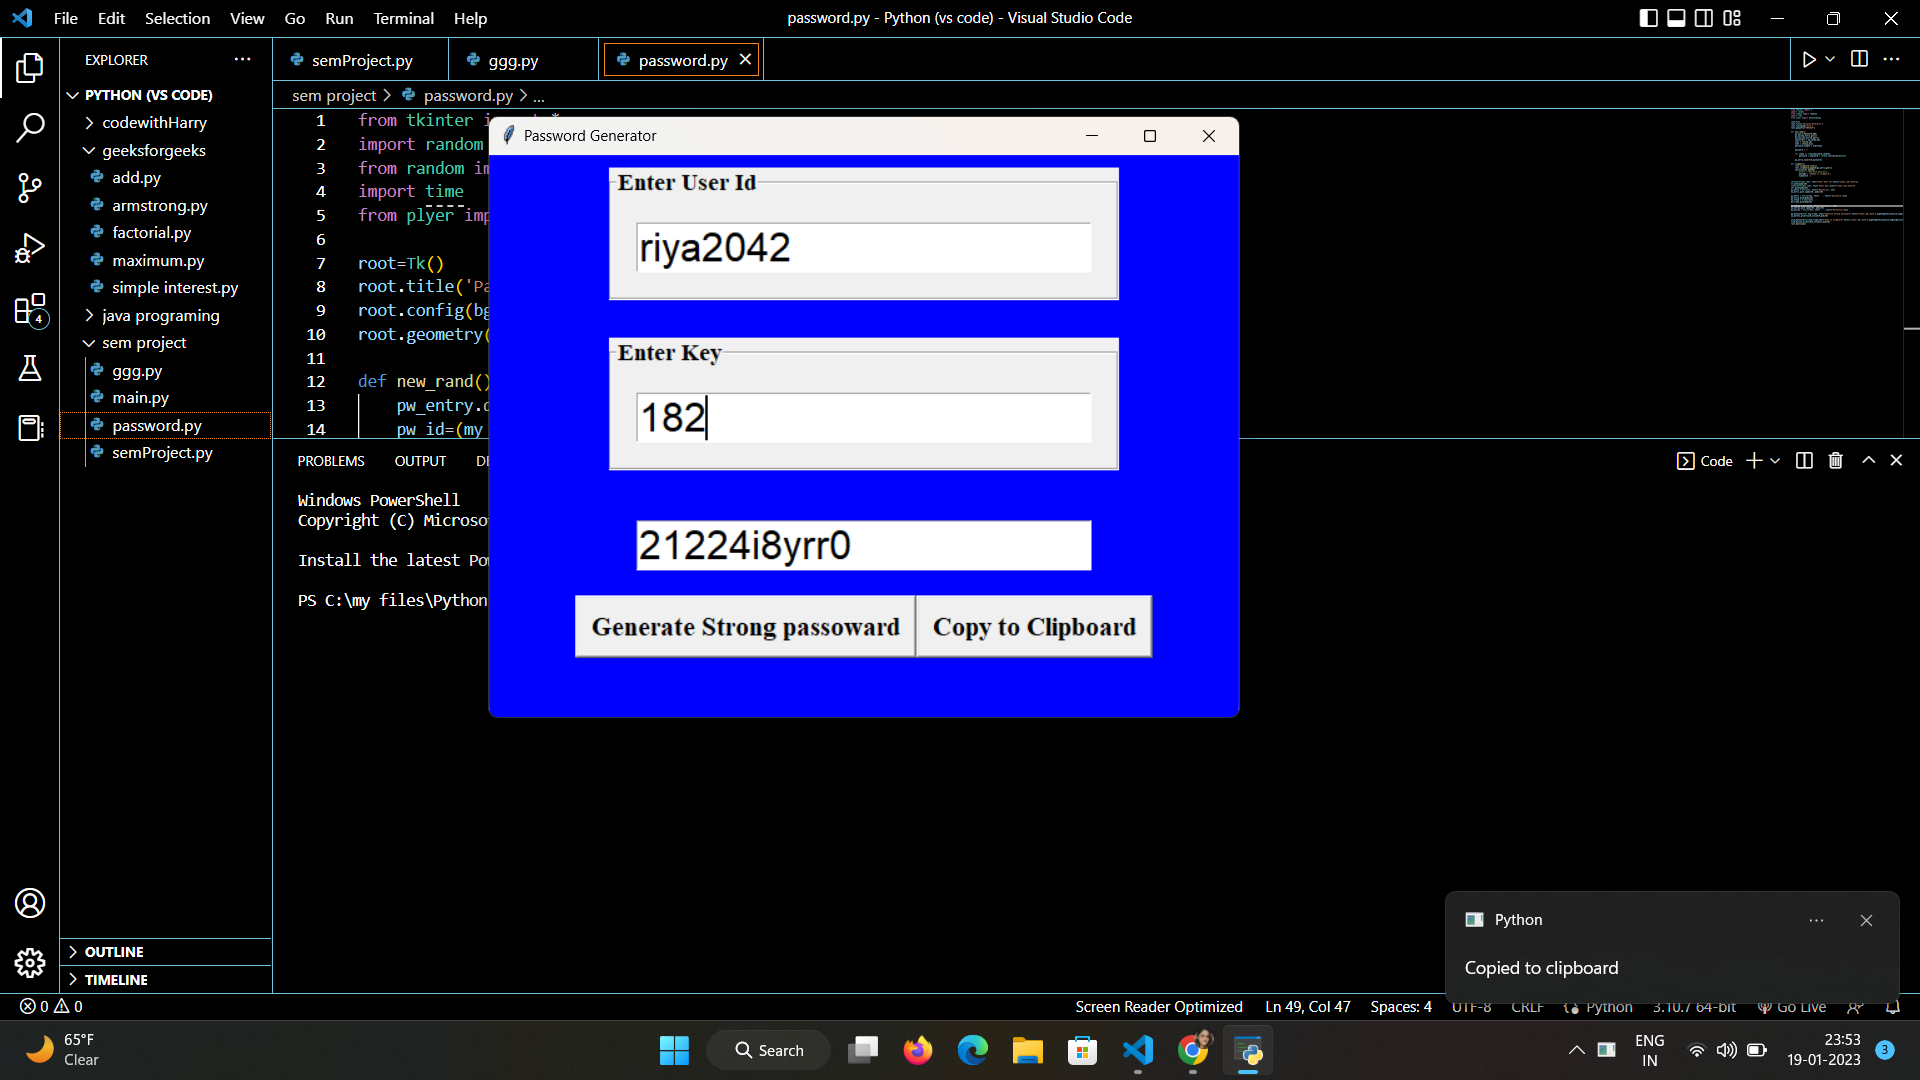 File Edit Selection View Go Run Terminal Help
password.py - Python (vs code) - Visual Studio Code
EXPLORER
semProject.py
ggg.py
password.py
PYTHON (VS CODE)
codewithHarry
geeksforgeeks
add.py
armstrong.py
factorial.py
maximum.py
simple interest.py
java programing
sem project
ggg.py
main.py
password.py
semProject.py
OUTLINE
TIMELINE
4
sem project > password.py > ...
1 from tkinter i
2 import random
3 from random im
4 import time
5 from plyer imp
6
7 root=Tk()
8 root.title('Pa
9 root.config(bg
10 root.geometry(
11
12 def new_rand()
13 pw_entry.d
14 pw_id=(my
PROBLEMS OUTPUT DE
Code
Windows PowerShell
Copyright (C) Microso
Install the latest Po
PS C:\my files\Python
Password Generator
Enter User Id
riya2042
Enter Key
182
21224i8yrr0
Generate Strong passoward
Copy to Clipboard
Python
Copied to clipboard
0 0
Screen Reader Optimized Ln 49, Col 47 Spaces: 4 UTF-8 CRLF Python 3.10.7 64-bit Go Live
65°F
Clear
Search
ENG
IN
23:53
19-01-2023
3